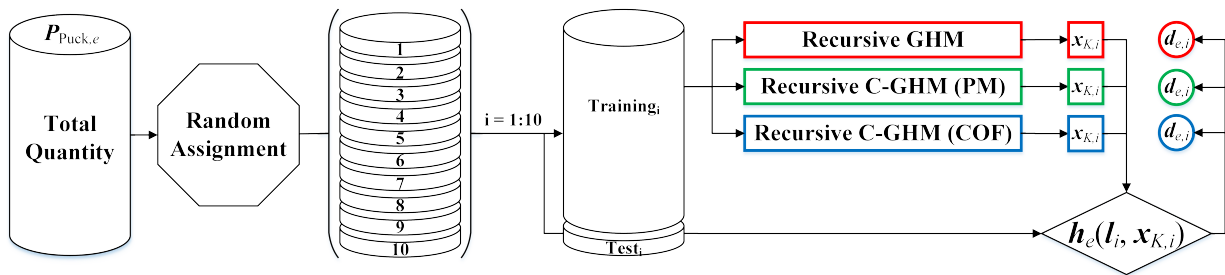 P_Puck,e
Total
Quantity
Random
Assignment
1
2
3
4
5
6
7
8
9
10
i = 1:10
Training_i
Test_i
Recursive GHM
Recursive C-GHM (PM)
Recursive C-GHM (COF)
x_K,i
x_K,i
x_K,i
d_e,i
d_e,i
d_e,i
h_e(l_i, x_K,i)